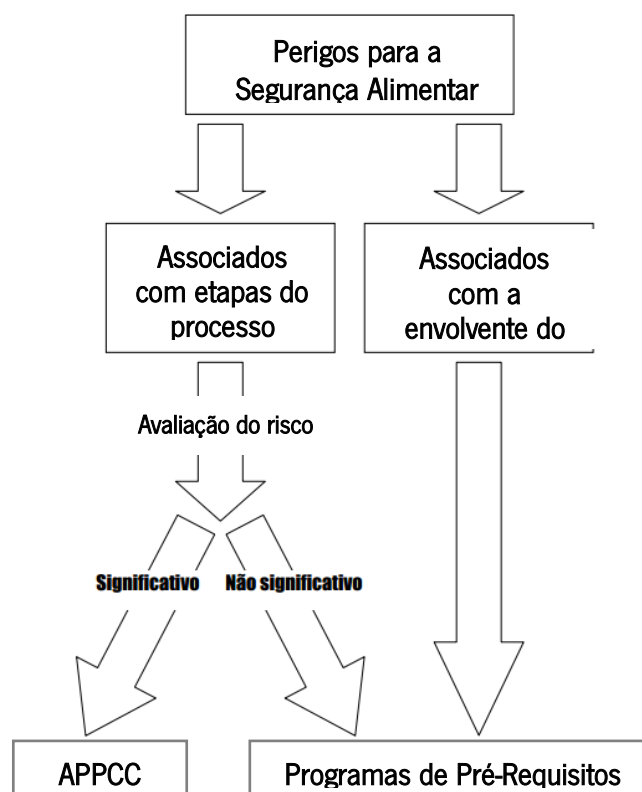 Perigos para a
Segurança Alimentar
Associados
com etapas do
processo
Associados
com a
envolvente do
Avaliação do risco
Significativo
Não significativo
APPCC
Programas de Pré-Requisitos